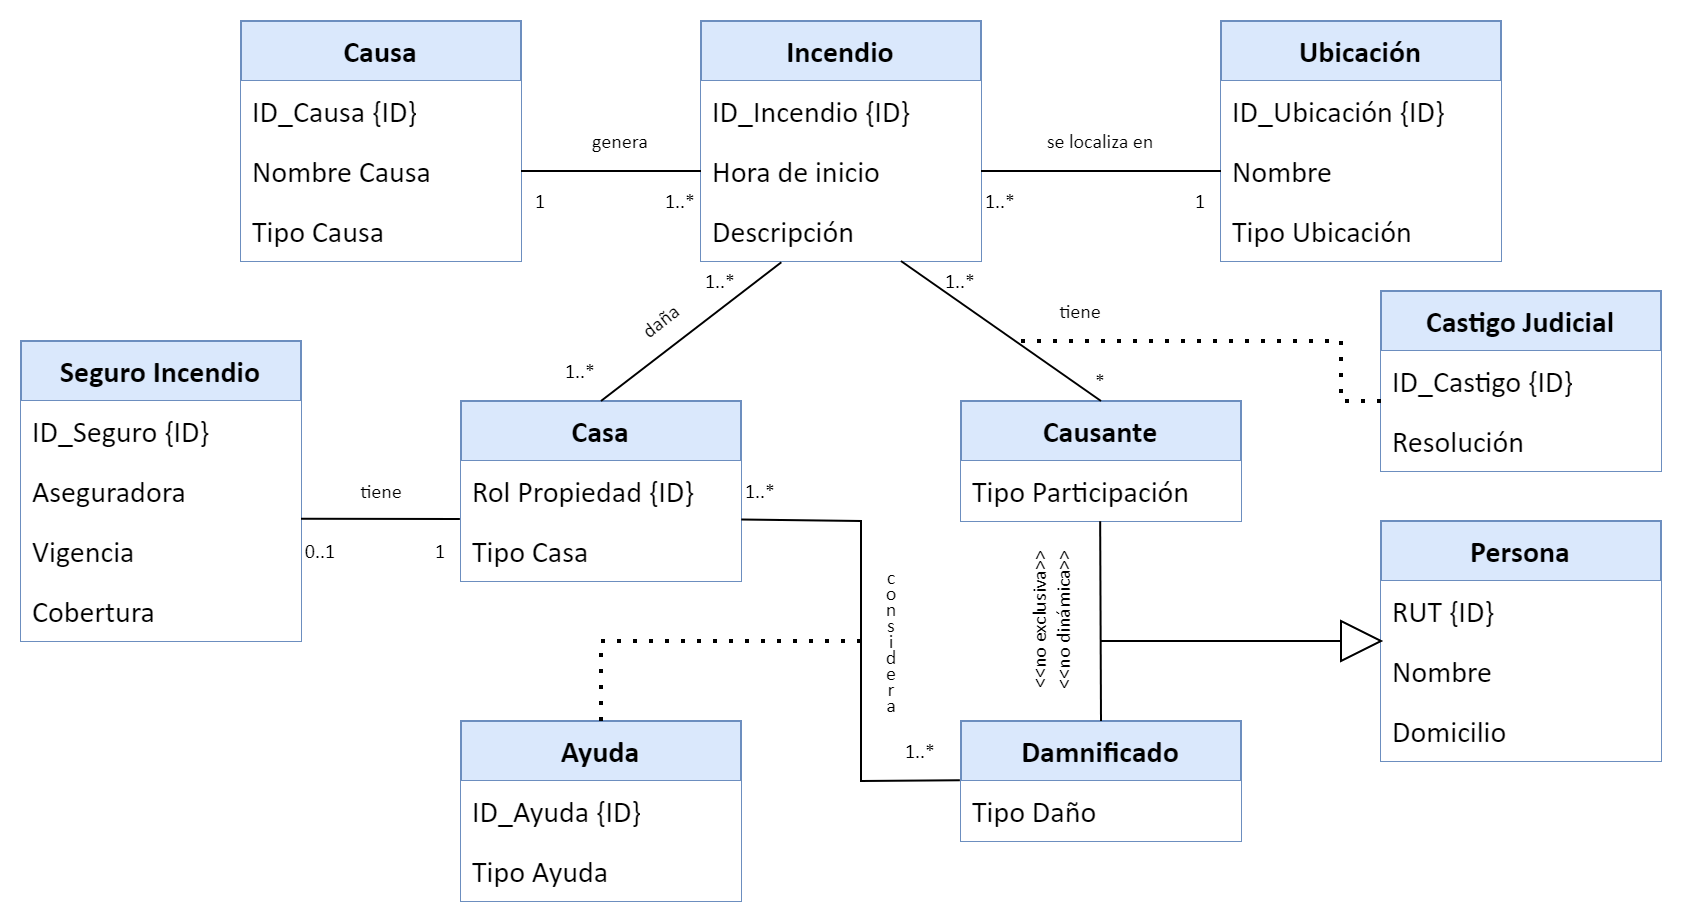 Causa
ID_Causa {ID}
Nombre Causa
Tipo Causa
genera
1
1..*
Incendio
ID_Incendio {ID}
Hora de inicio
Descripción
se localiza en
1..*
1
Ubicación
ID_Ubicación {ID}
Nombre
Tipo Ubicación
1..*
daña
1..*
1..*
tiene
*
Castigo Judicial
ID_Castigo {ID}
Resolución
Seguro Incendio
ID_Seguro {ID}
Aseguradora
Vigencia
Cobertura
tiene
0..1
1
Casa
Rol Propiedad {ID}
Tipo Casa
1..*
considera
1..*
Causante
Tipo Participación
<<no exclusiva>>
<<no dinámica>>
Persona
RUT {ID}
Nombre
Domicilio
Ayuda
ID_Ayuda {ID}
Tipo Ayuda
Damnificado
Tipo Daño